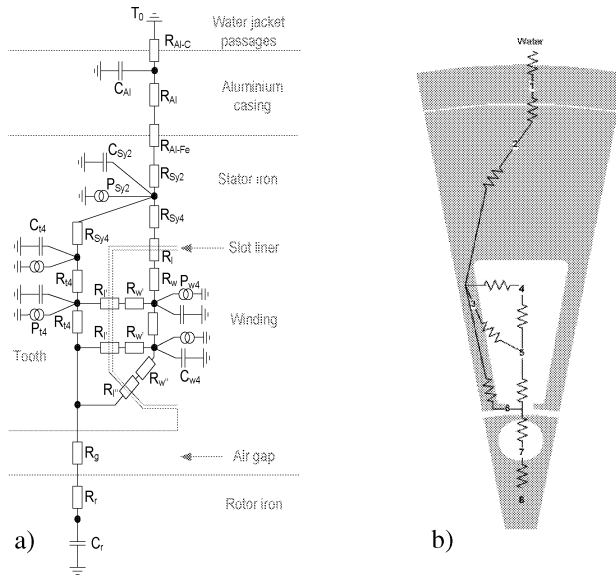 T0
Water jacket
passages
RAl-C
CAl
RAl
Aluminium
casing
RAl-Fe
CSy2
RSy2
PSy2
Stator iron
RSy4
Ct4
RSy4
Slot liner
Rl
Rt4
Rw
Pw4
Rl'
Rw'
Pt4
Rt4
Winding
Rl'
Rw'
Tooth
Cw4
Rw''
Rl''
Rg
Air gap
Rr
Rotor iron
Cr
a)
Water
1
2
3
4
5
6
7
8
b)